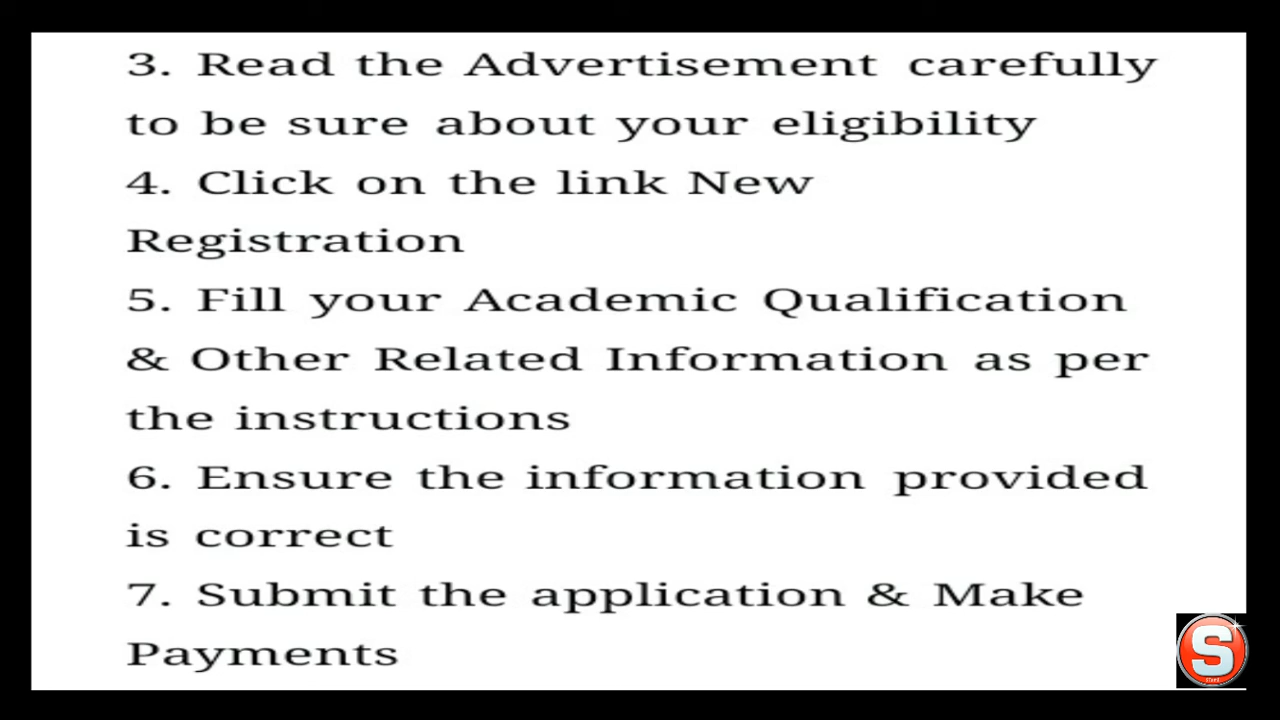 3. Read the Advertisement carefully
to be sure about your eligibility
4. Click on the link New
Registration
5. Fill your Academic Qualification
& Other Related Information as per
the instructions
6. Ensure the information provided
is correct
7. Submit the application & Make
Payments
S